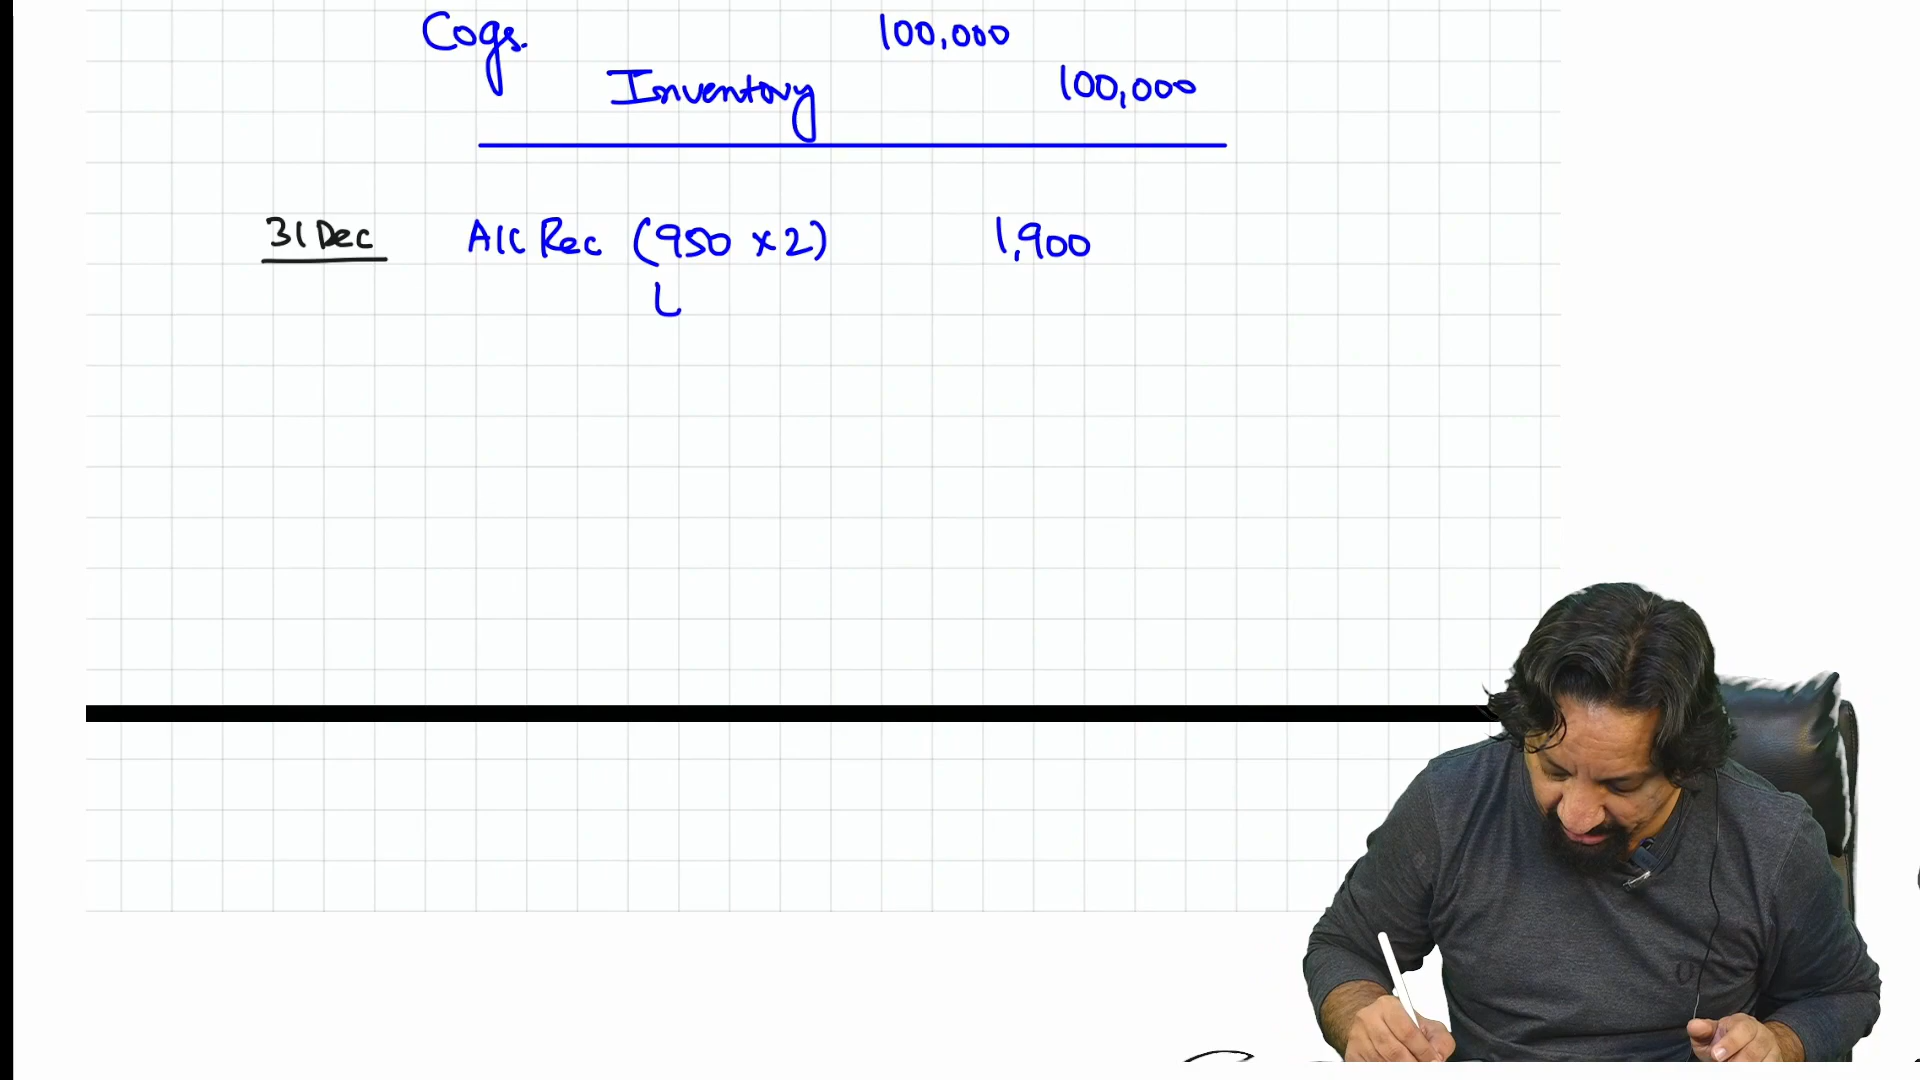 Cogs. 100,000
Inventory 100,000
31 Dec A/C Rec (950 x 2) 1,900
L